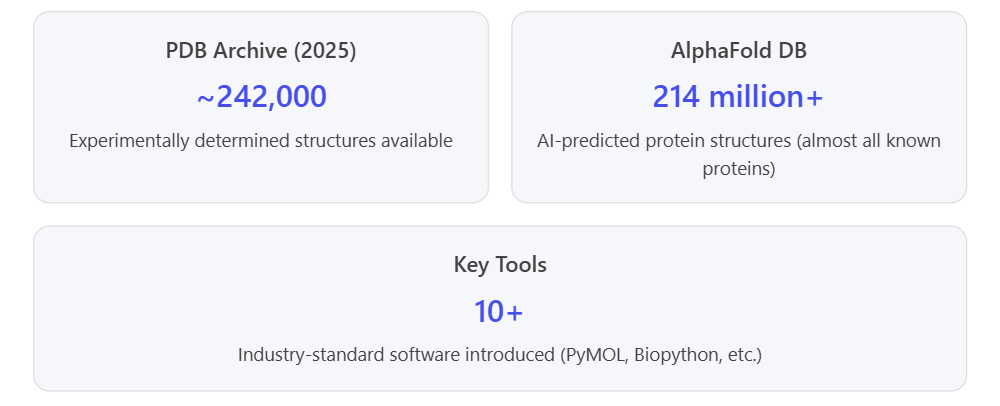 PDB Archive (2025)
~242,000
Experimentally determined structures available
AlphaFold DB
214 million+
AI-predicted protein structures (almost all known
proteins)
Key Tools
10+
Industry-standard software introduced (PyMOL, Biopython, etc.)